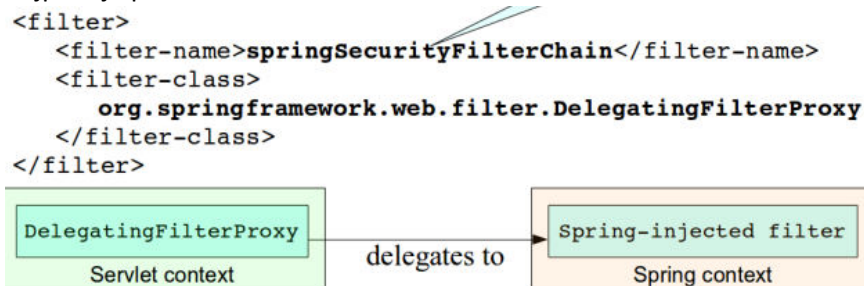 <filter>
<filter-name>springSecurityFilterChain</filter-name>
<filter-class>
org.springframework.web.filter.DelegatingFilterProxy
</filter-class>
</filter>
DelegatingFilterProxy
delegates to
Spring-injected filter
Servlet context
Spring context